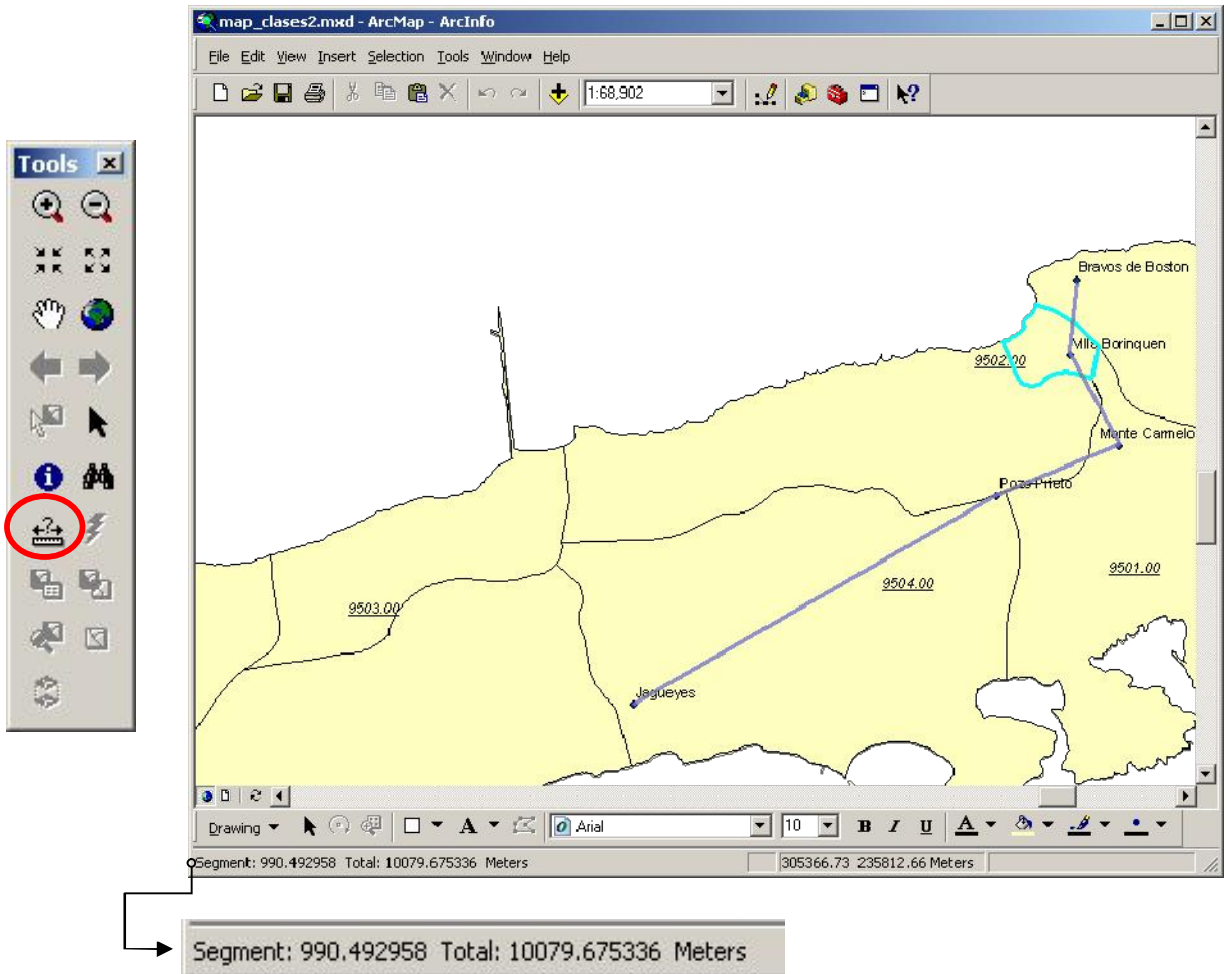 map_clases2.mxd - ArcMap - ArcInfo
File Edit View Insert Selection Tools Window Help
1:68,902
Tools
Bravos de Boston
Villa Borinquen
9502.00
Monte Carmelo
Pozo Prieto
9501.00
9504.00
9503.00
Jagueyes
Drawing
A
Arial
10
B I U A
Segment: 990.492958 Total: 10079.675336 Meters
305366.73 235812.66 Meters
Segment: 990.492958 Total: 10079.675336 Meters